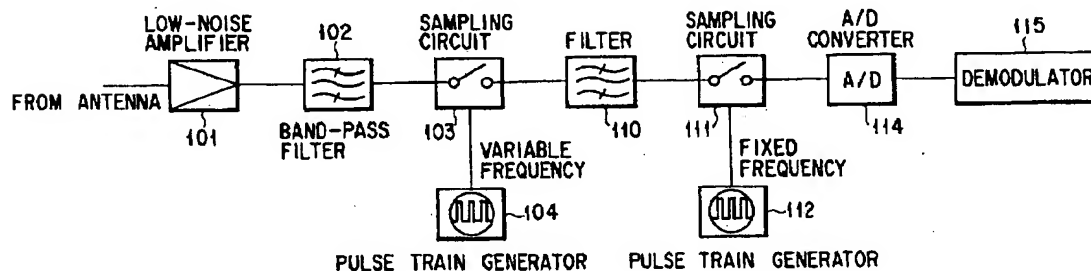 LOW-NOISE
AMPLIFIER
FROM ANTENNA
101
102
BAND-PASS
FILTER
SAMPLING
CIRCUIT
103
VARIABLE
FREQUENCY
104
PULSE TRAIN GENERATOR
FILTER
110
SAMPLING
CIRCUIT
111
FIXED
FREQUENCY
112
PULSE TRAIN GENERATOR
A/D
CONVERTER
A/D
114
115
DEMODULATOR